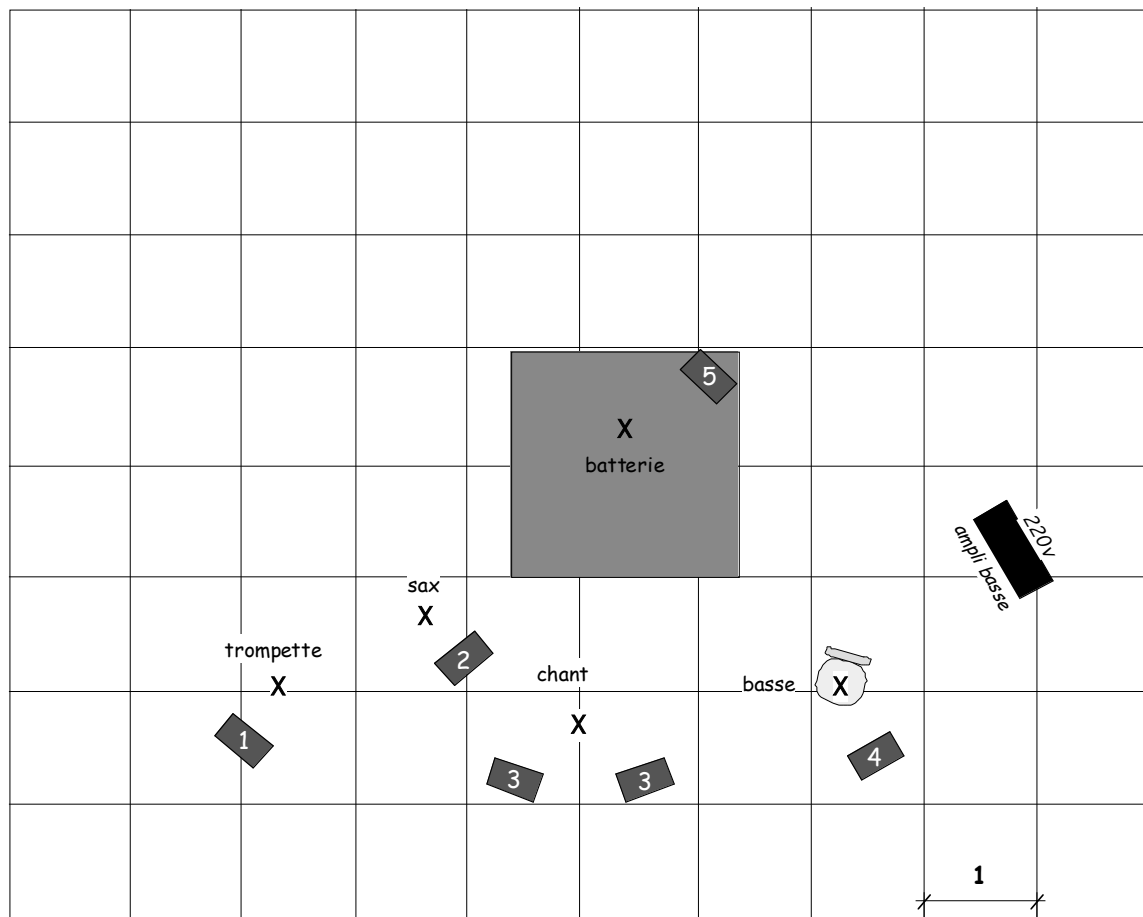 5
X
batterie
220v
ampli basse
sax
X
trompette
X
2
chant
X
basse
X
1
3
3
4
1